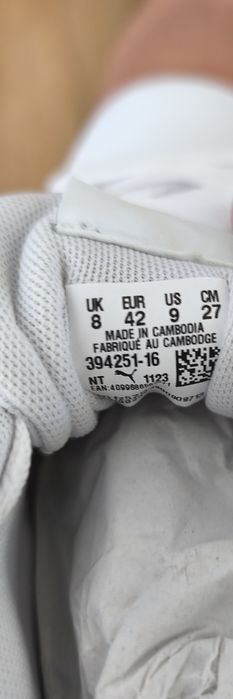 UK EUR US CM
8 42 9 27
MADE IN CAMBODIA
FABRIQUÉ AU CAMBODGE
394251-16
NT 1123